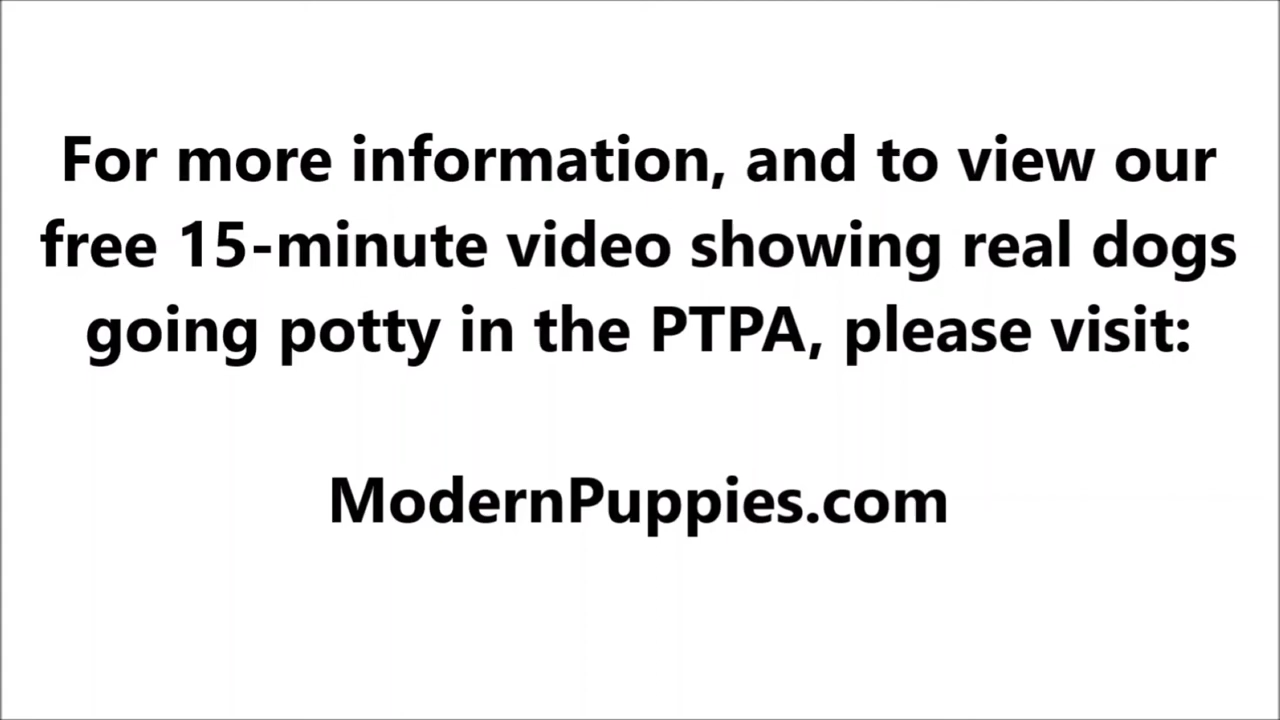 For more information, and to view our
free 15-minute video showing real dogs
going potty in the PTPA, please visit:
ModernPuppies.com